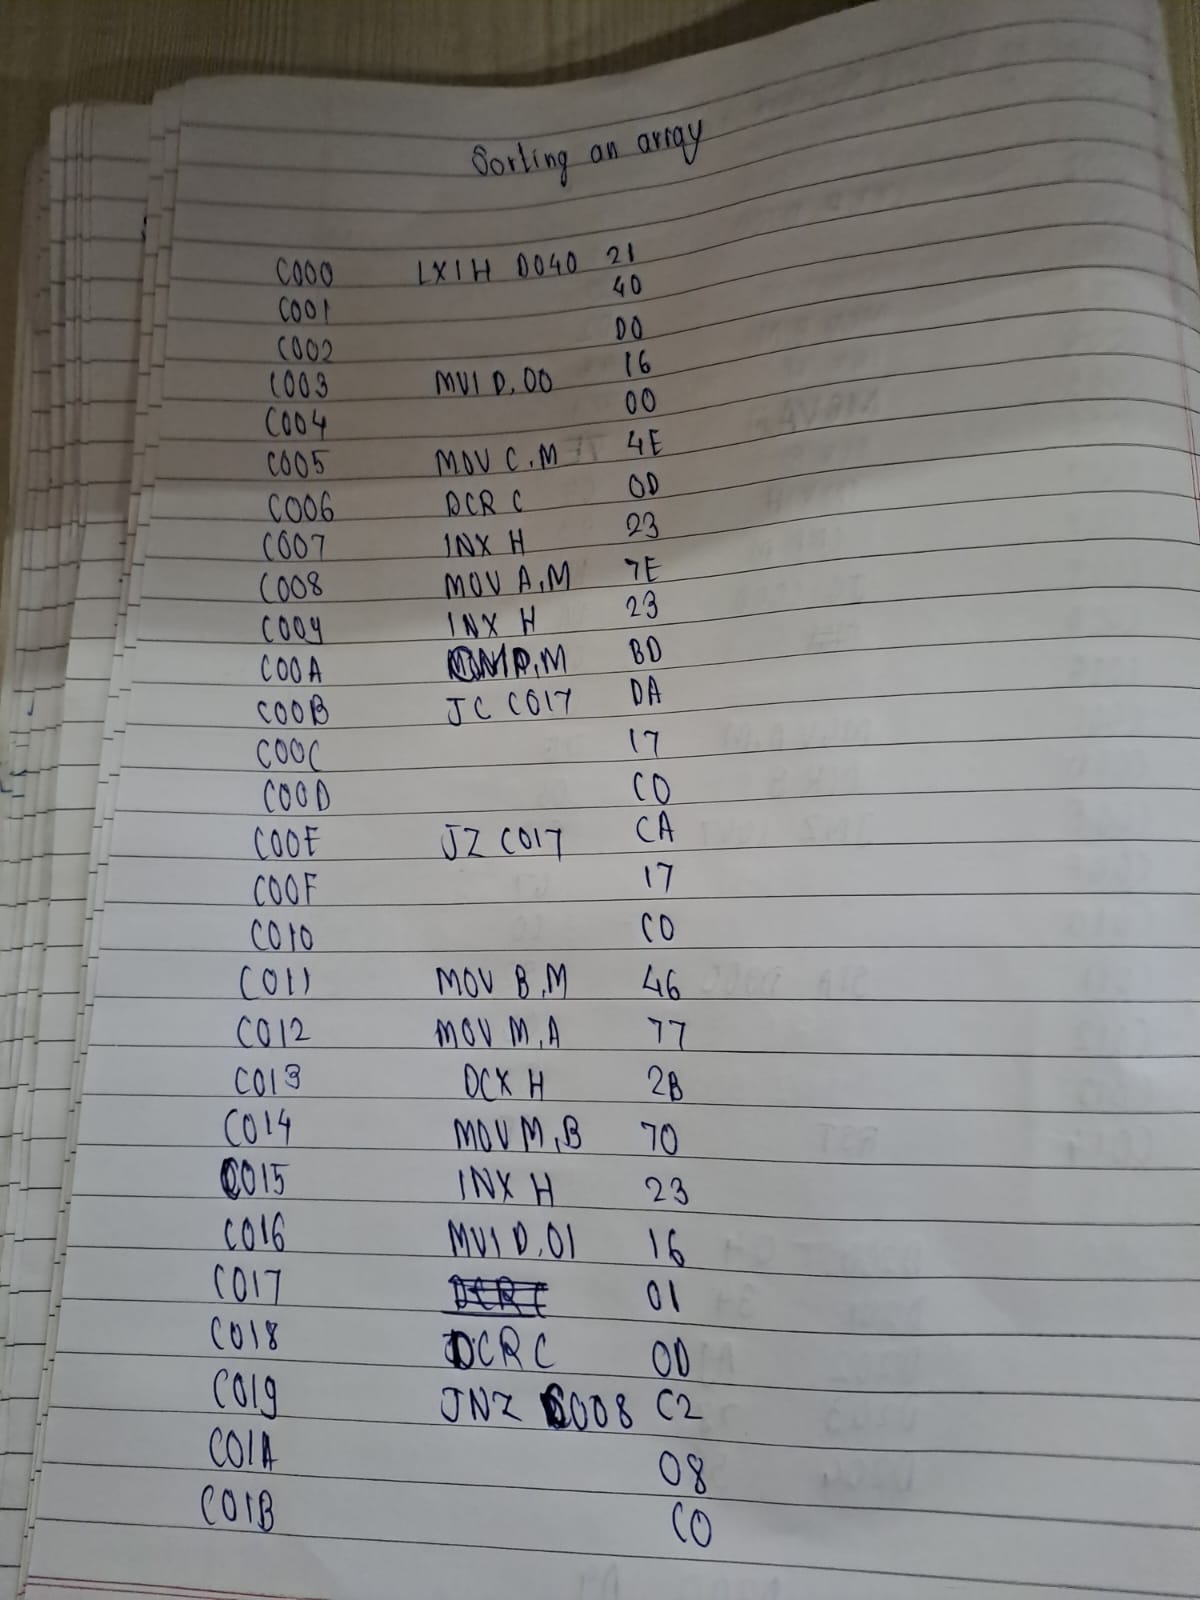 Sorting an array
C000 LXI H D040 21
C001 40
C002 D0
C003 MVI D,00 16
C004 00
C005 MOV C,M 4E
C006 DCR C 0D
C007 INX H 23
C008 MOV A,M 7E
C009 INX H 23
C00A M BD
C00B JC C017 DA
C00C 17
C00D C0
C00E JZ C017 CA
C00F 17
C010 C0
C011 MOV B,M 46
C012 MOV M,A 77
C013 DCX H 2B
C014 MOV M,B 70
C015 INX H 23
C016 MVI D,01 16
C017 01
C018 DCR C 0D
C019 JNZ C008 C2
C01A 08
C01B C0